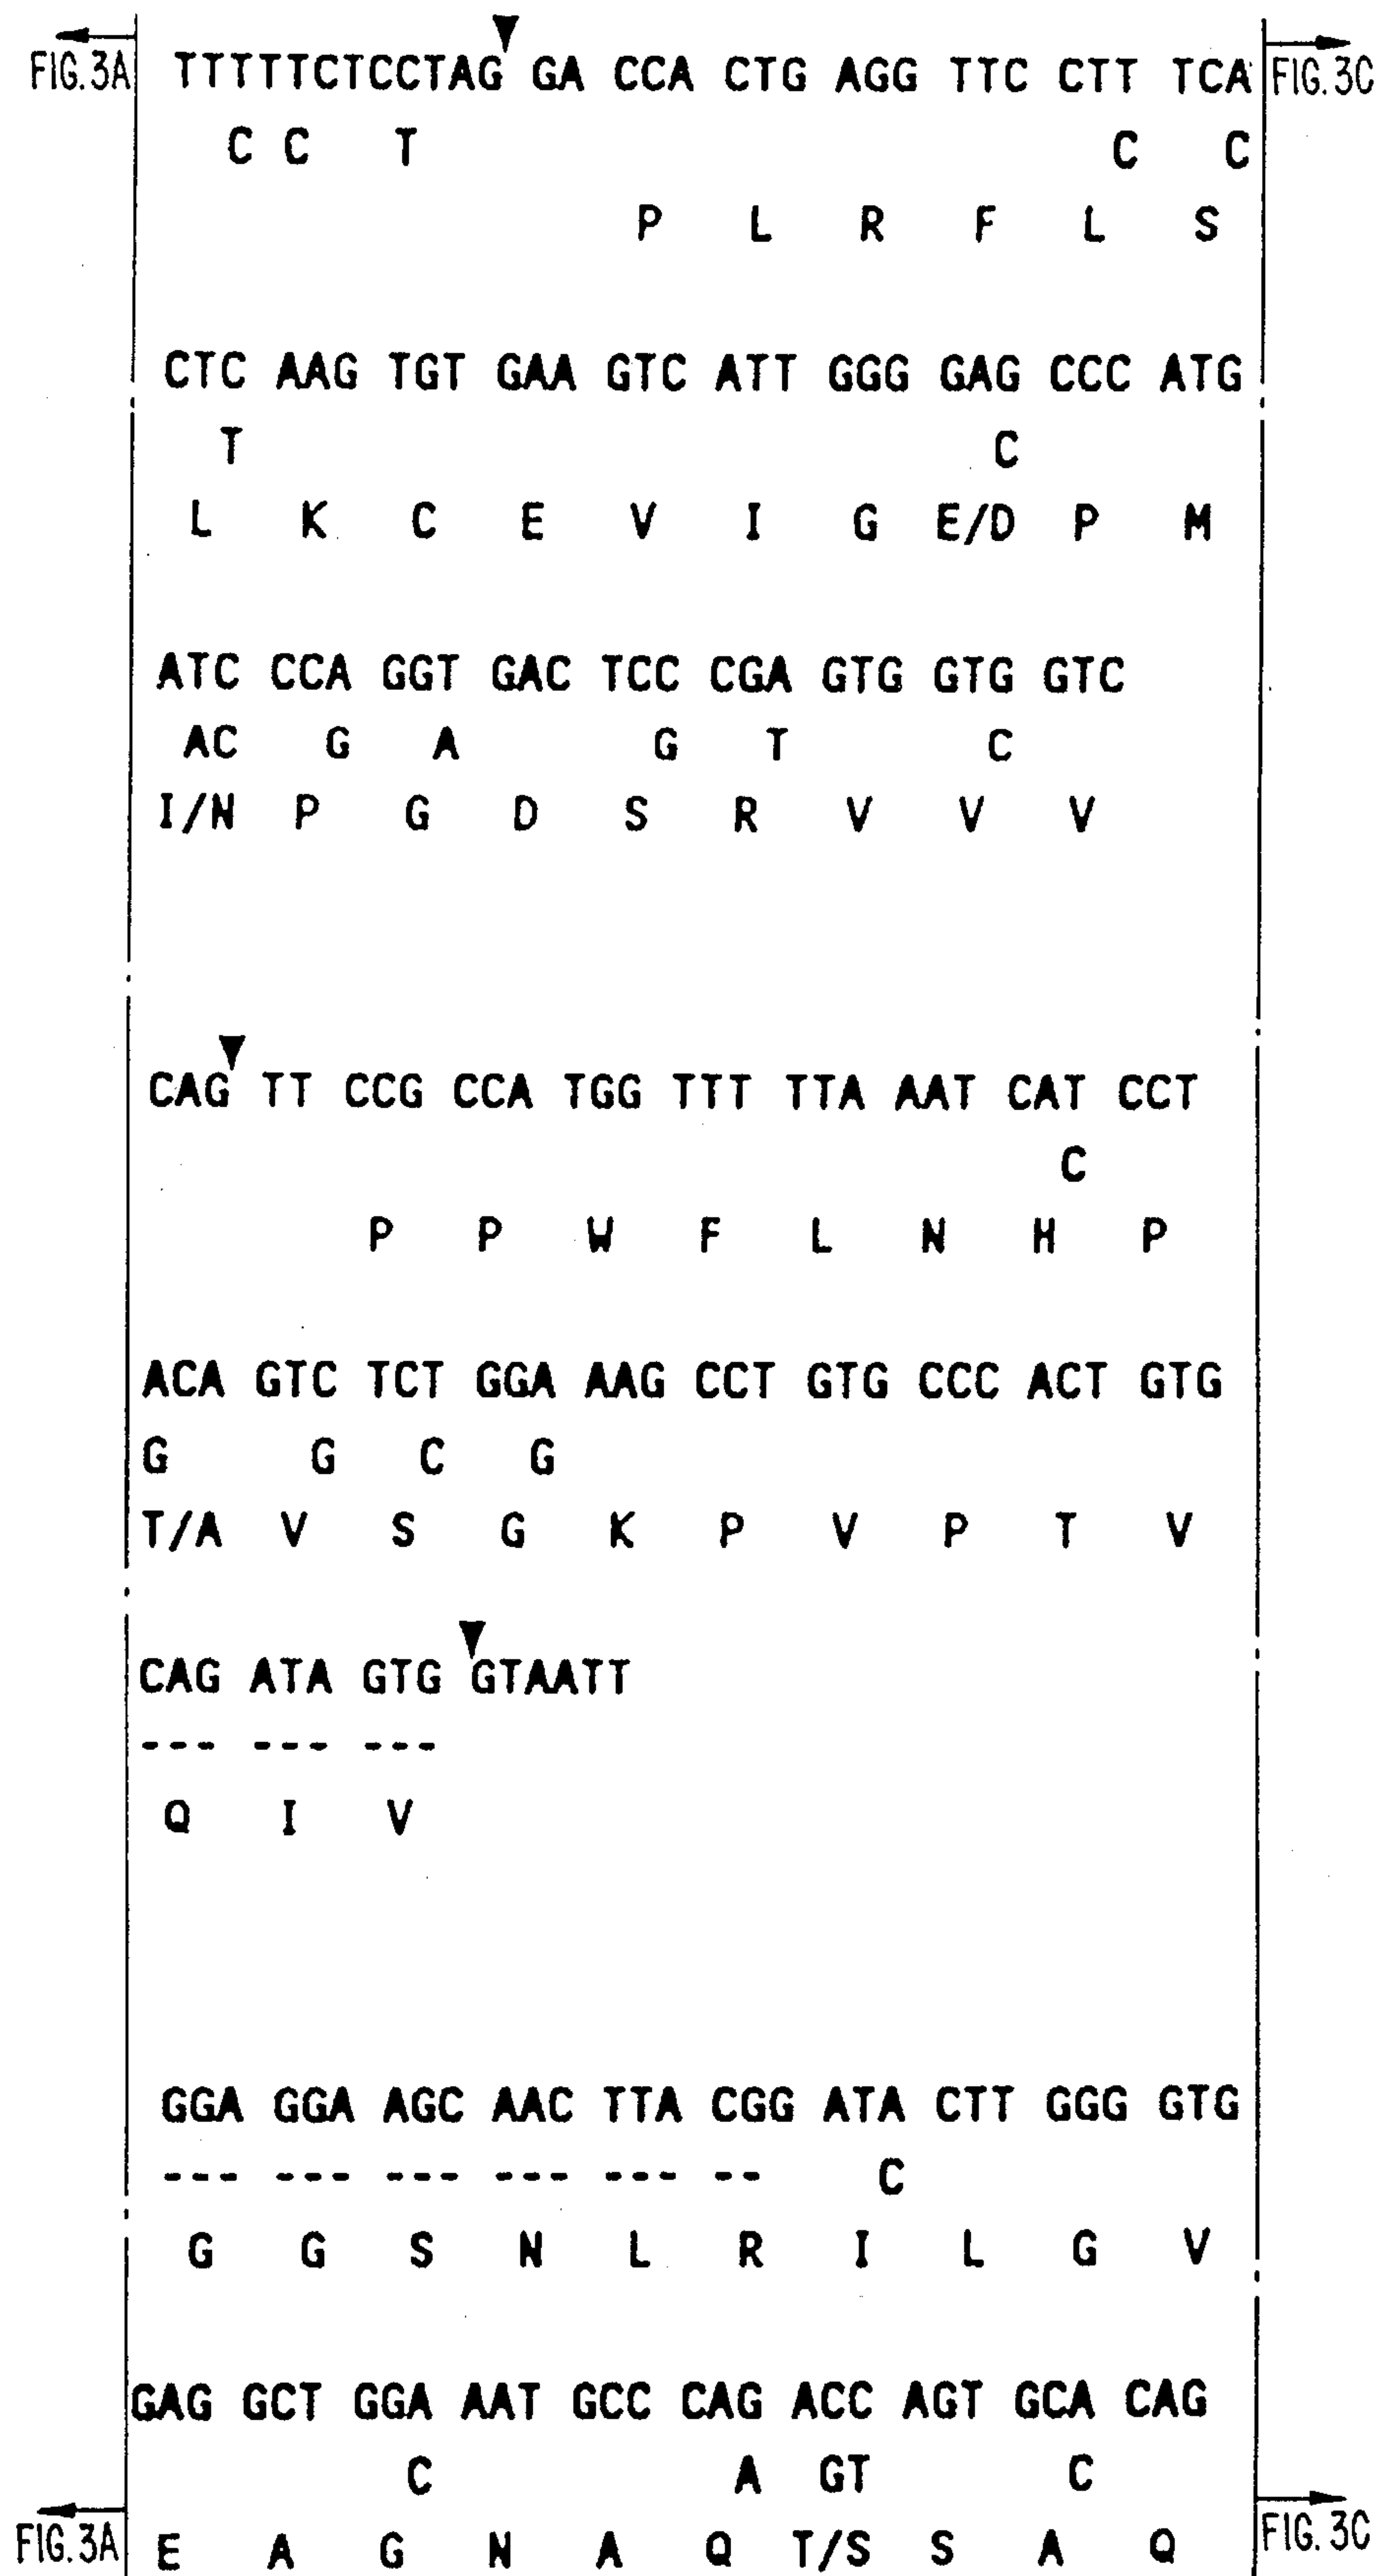 FIG.3A TTTTTCTCCTAG GA CCA CTG AGG TTC CTT TCA FIG.3C
C C T C C
P L R F L S
CTC AAG TGT GAA GTC ATT GGG GAG CCC ATG
T C
L K C E V I G E/D P M
ATC CCA GGT GAC TCC CGA GTG GTG GTC
AC G A G T C
I/N P G D S R V V V
CAG TT CCG CCA TGG TTT TTA AAT CAT CCT
C
P P W F L N H P
ACA GTC TCT GGA AAG CCT GTG CCC ACT GTG
G G C G
T/A V S G K P V P T V
CAG ATA GTG GTAATT
--- --- ---
Q I V
GGA GGA AGC AAC TTA CGG ATA CTT GGG GTG
--- --- --- --- --- -- C
G G S N L R I L G V
GAG GCT GGA AAT GCC CAG ACC AGT GCA CAG
C A GT C
FIG.3A E A G N A Q T/S S A Q FIG.3C